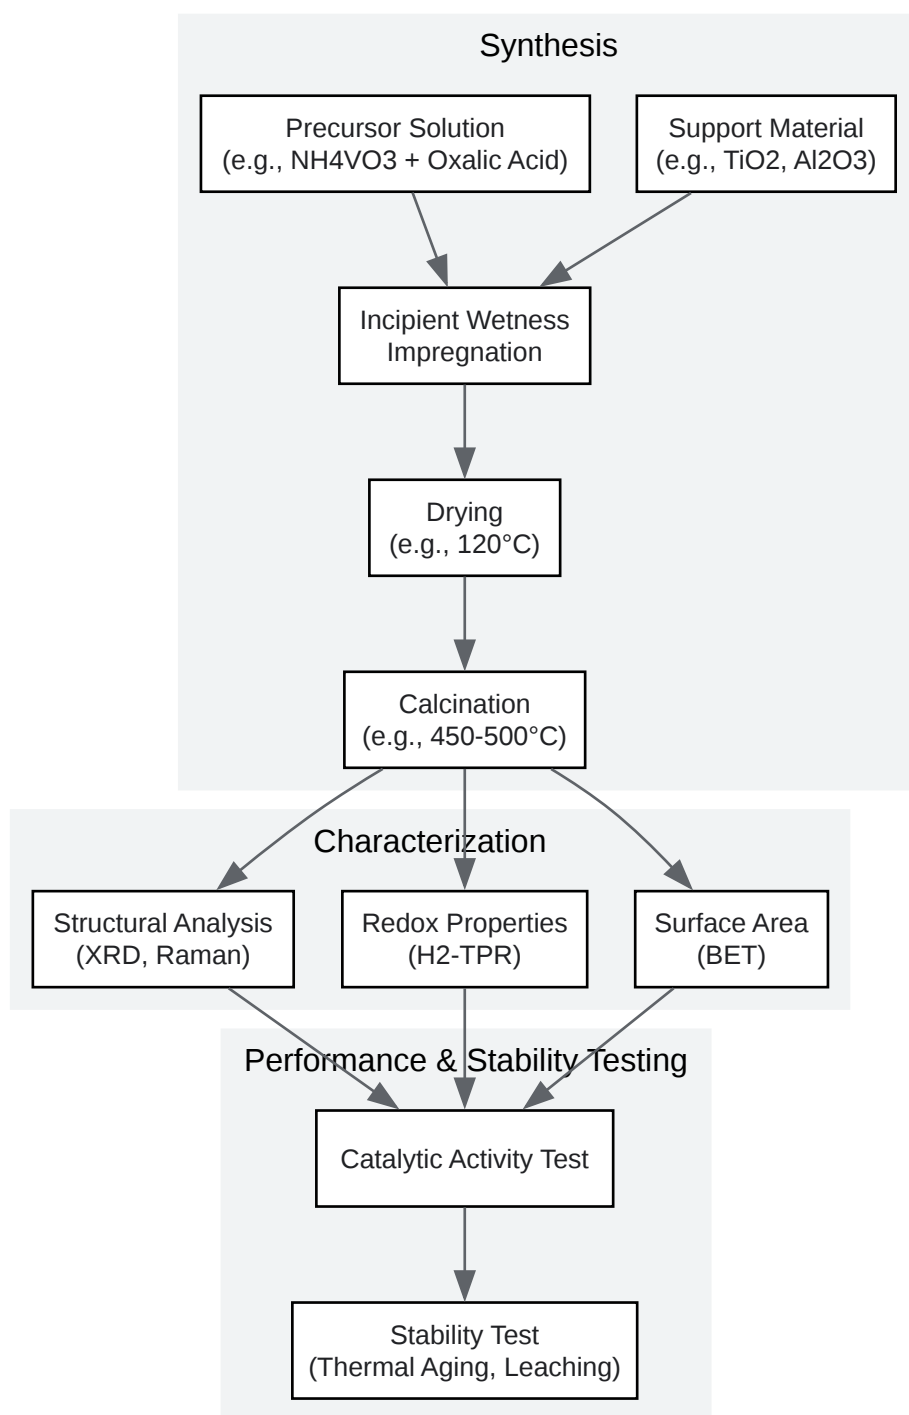 Synthesis
Precursor Solution
(e.g., NH4VO3 + Oxalic Acid)
Support Material
(e.g., TiO2, Al2O3)
Incipient Wetness
Impregnation
Drying
(e.g., 120°C)
Calcination
(e.g., 450-500°C)
Characterization
Structural Analysis
(XRD, Raman)
Redox Properties
(H2-TPR)
Surface Area
(BET)
Performance & Stability Testing
Catalytic Activity Test
Stability Test
(Thermal Aging, Leaching)